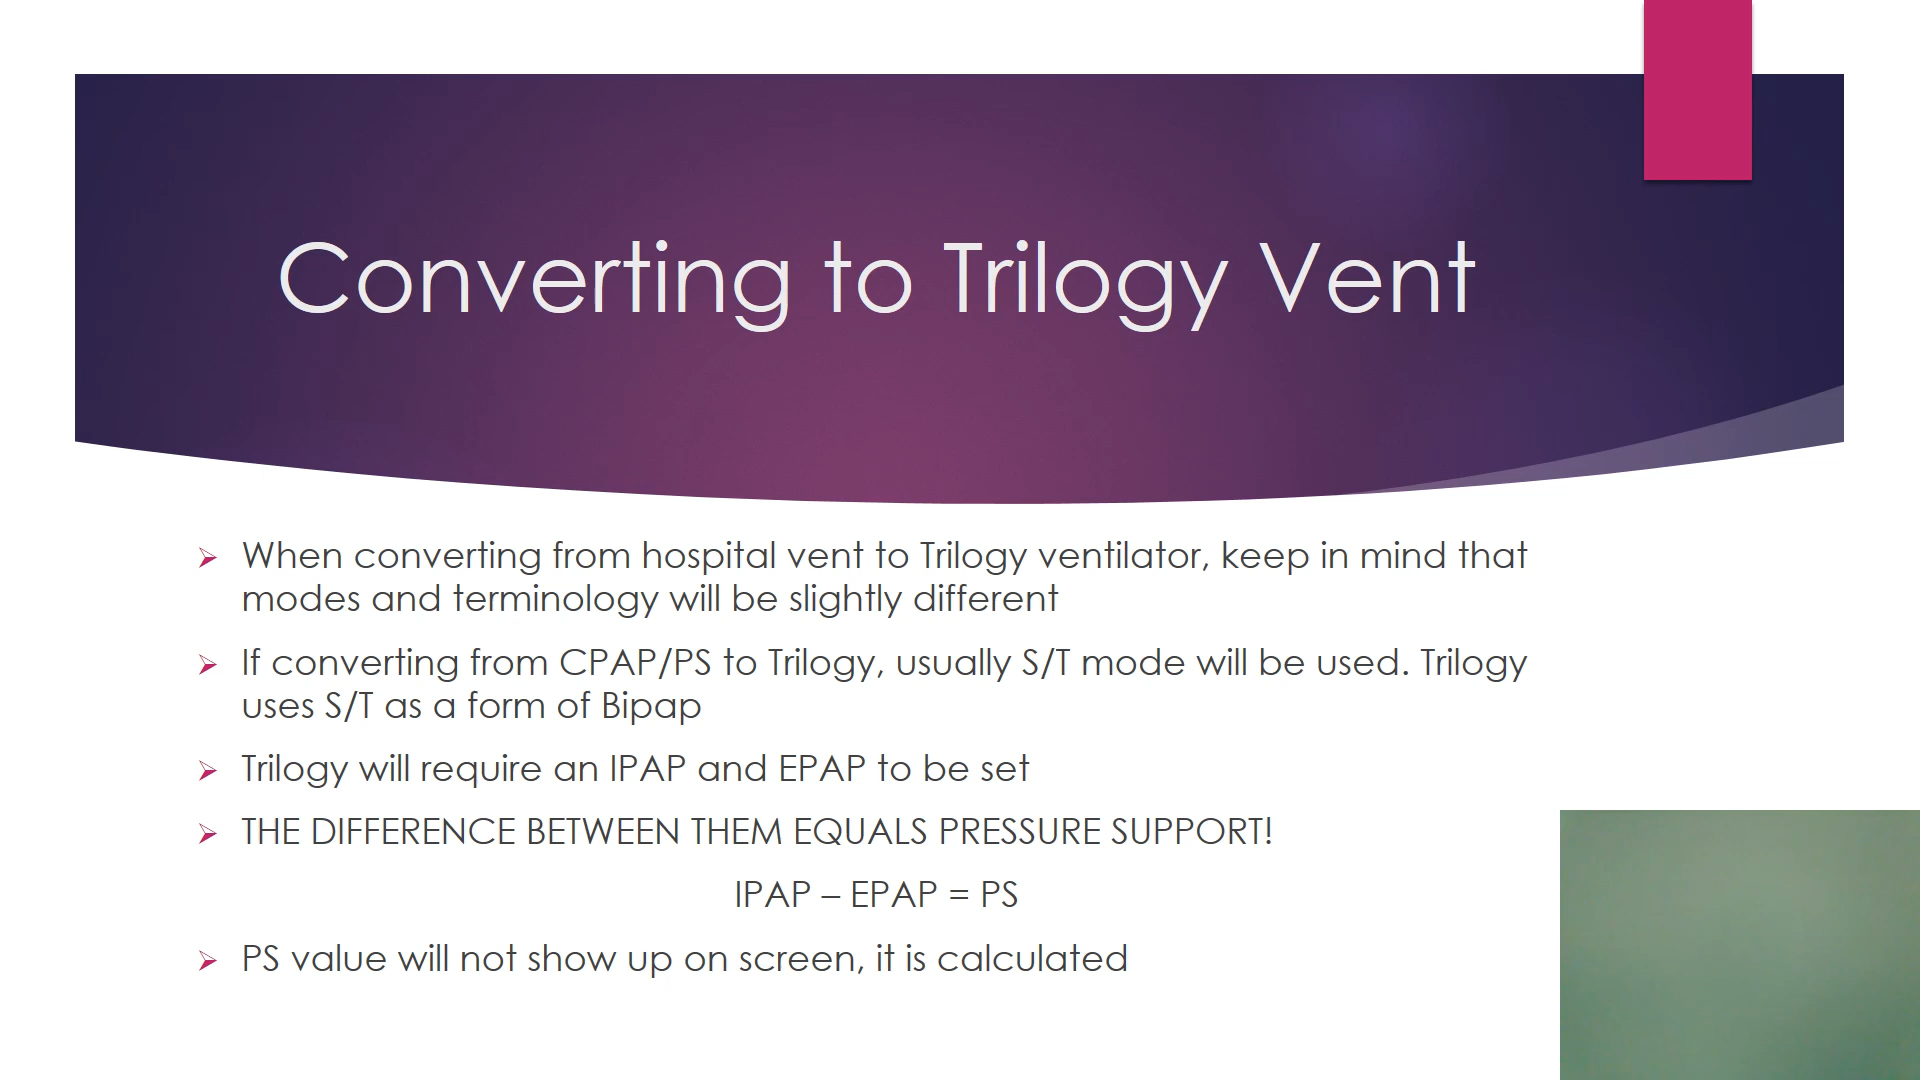 Converting to Trilogy Vent
When converting from hospital vent to Trilogy ventilator, keep in mind that
modes and terminology will be slightly different
If converting from CPAP/PS to Trilogy, usually S/T mode will be used. Trilogy
uses S/T as a form of Bipap
Trilogy will require an IPAP and EPAP to be set
THE DIFFERENCE BETWEEN THEM EQUALS PRESSURE SUPPORT!
IPAP – EPAP = PS
PS value will not show up on screen, it is calculated